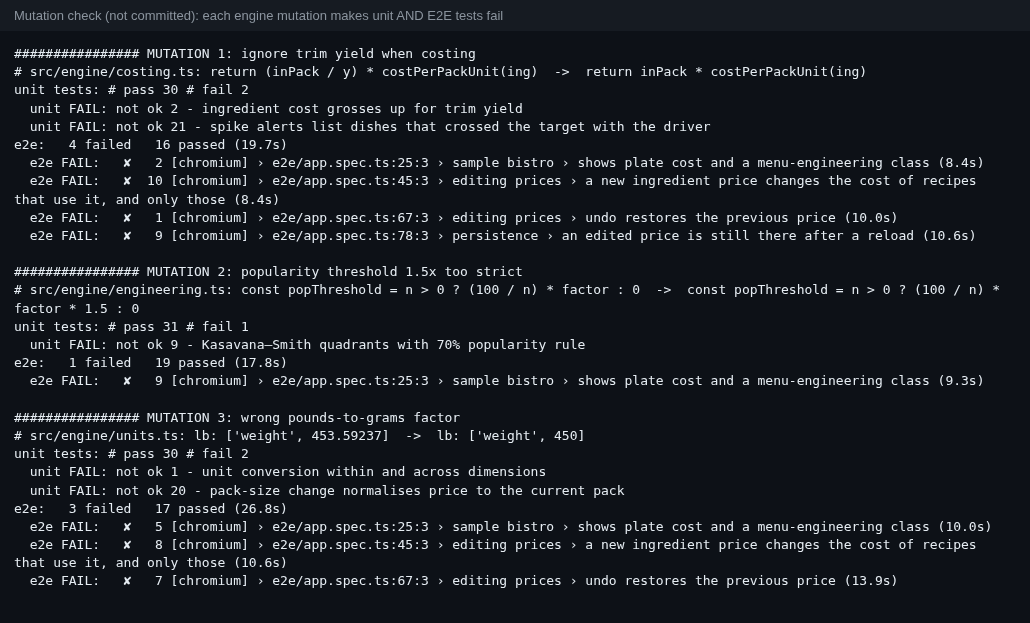 Mutation check (not committed): each engine mutation makes unit AND E2E tests fail
################ MUTATION 1: ignore trim yield when costing
# src/engine/costing.ts: return (inPack / y) * costPerPackUnit(ing)  ->  return inPack * costPerPackUnit(ing)
unit tests: # pass 30 # fail 2
  unit FAIL: not ok 2 - ingredient cost grosses up for trim yield
  unit FAIL: not ok 21 - spike alerts list dishes that crossed the target with the driver
e2e:   4 failed   16 passed (19.7s)
  e2e FAIL:   ✘   2 [chromium] › e2e/app.spec.ts:25:3 › sample bistro › shows plate cost and a menu-engineering class (8.4s)
  e2e FAIL:   ✘  10 [chromium] › e2e/app.spec.ts:45:3 › editing prices › a new ingredient price changes the cost of recipes
that use it, and only those (8.4s)
  e2e FAIL:   ✘   1 [chromium] › e2e/app.spec.ts:67:3 › editing prices › undo restores the previous price (10.0s)
  e2e FAIL:   ✘   9 [chromium] › e2e/app.spec.ts:78:3 › persistence › an edited price is still there after a reload (10.6s)
################ MUTATION 2: popularity threshold 1.5x too strict
# src/engine/engineering.ts: const popThreshold = n > 0 ? (100 / n) * factor : 0  ->  const popThreshold = n > 0 ? (100 / n) *
factor * 1.5 : 0
unit tests: # pass 31 # fail 1
  unit FAIL: not ok 9 - Kasavana–Smith quadrants with 70% popularity rule
e2e:   1 failed   19 passed (17.8s)
  e2e FAIL:   ✘   9 [chromium] › e2e/app.spec.ts:25:3 › sample bistro › shows plate cost and a menu-engineering class (9.3s)
################ MUTATION 3: wrong pounds-to-grams factor
# src/engine/units.ts: lb: ['weight', 453.59237]  ->  lb: ['weight', 450]
unit tests: # pass 30 # fail 2
  unit FAIL: not ok 1 - unit conversion within and across dimensions
  unit FAIL: not ok 20 - pack-size change normalises price to the current pack
e2e:   3 failed   17 passed (26.8s)
  e2e FAIL:   ✘   5 [chromium] › e2e/app.spec.ts:25:3 › sample bistro › shows plate cost and a menu-engineering class (10.0s)
  e2e FAIL:   ✘   8 [chromium] › e2e/app.spec.ts:45:3 › editing prices › a new ingredient price changes the cost of recipes
that use it, and only those (10.6s)
  e2e FAIL:   ✘   7 [chromium] › e2e/app.spec.ts:67:3 › editing prices › undo restores the previous price (13.9s)